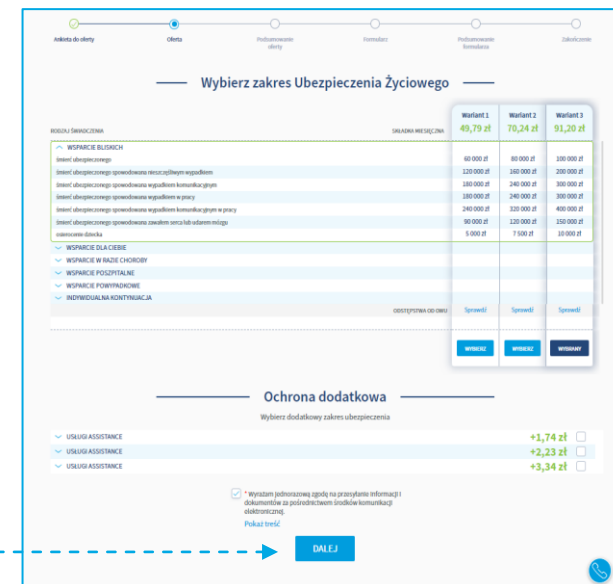 Ankieta do oferty Oferta Podsumowanie oferty Formularz Podsumowanie formularza Zakończenie
Wybierz zakres Ubezpieczenia Życiowego
Wariant 1 Wariant 2 Wariant 3
RODZAJ ŚWIADCZENIA SKŁADKA MIESIĘCZNA 49,79 zł 70,24 zł 91,20 zł
WSPARCIE BLISKICH
śmierć ubezpieczonego 60 000 zł 80 000 zł 100 000 zł
śmierć ubezpieczonego spowodowana nieszczęśliwym wypadkiem 120 000 zł 160 000 zł 200 000 zł
śmierć ubezpieczonego spowodowana wypadkiem komunikacyjnym 180 000 zł 240 000 zł 300 000 zł
śmierć ubezpieczonego spowodowana wypadkiem w pracy 180 000 zł 240 000 zł 300 000 zł
śmierć ubezpieczonego spowodowana wypadkiem komunikacyjnym w pracy 240 000 zł 320 000 zł 400 000 zł
śmierć ubezpieczonego spowodowana zawałem serca lub udarem mózgu 90 000 zł 120 000 zł 150 000 zł
osierocenie dziecka 5 000 zł 7 500 zł 10 000 zł
WSPARCIE DLA CIEBIE
WSPARCIE W RAZIE CHOROBY
WSPARCIE POSZPITALNE
WSPARCIE POWYPADKOWE
INDYWIDUALNA KONTYNUACJA
ODSTĘPSTWA OD OWU Sprawdź Sprawdź Sprawdź
WYBIERZ WYBIERZ WYBRANY
Ochrona dodatkowa
Wybierz dodatkowy zakres ubezpieczenia
USŁUGI ASSISTANCE +1,74 zł
USŁUGI ASSISTANCE +2,23 zł
USŁUGI ASSISTANCE +3,34 zł
* Wyrażam jednorazową zgodę na przesyłanie informacji i
dokumentów za pośrednictwem środków komunikacji
elektronicznej.
Pokaż treść
DALEJ